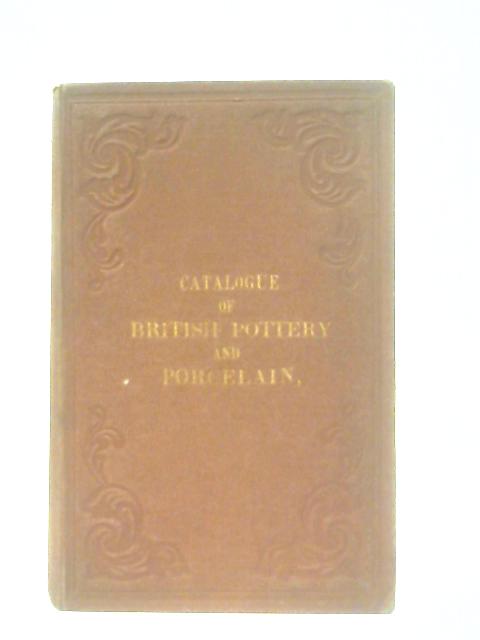 CATALOGUE
OF
BRITISH POTTERY
AND
PORCELAIN,